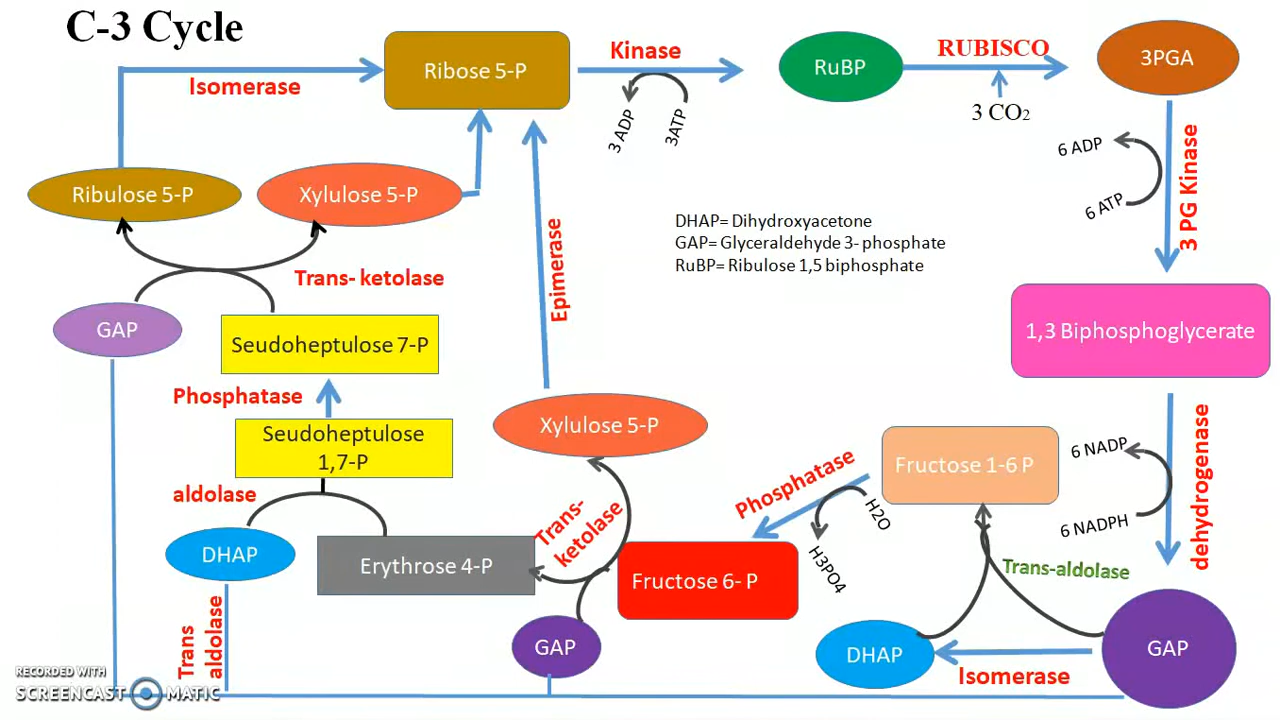 C-3 Cycle
Isomerase
Ribose 5-P
Kinase
3 ADP
3ATP
RuBP
RUBISCO
3 CO2
3PGA
6 ADP
6 ATP
3 PG Kinase
Ribulose 5-P
Xylulose 5-P
Trans- ketolase
Epimerase
DHAP= Dihydroxyacetone
GAP= Glyceraldehyde 3- phosphate
RuBP= Ribulose 1,5 biphosphate
GAP
Seudoheptulose 7-P
1,3 Biphosphoglycerate
Phosphatase
Seudoheptulose
1,7-P
Xylulose 5-P
Phosphatase
H2O
H3PO4
Fructose 1-6 P
6 NADP
6 NADPH
dehydrogenase
aldolase
DHAP
Erythrose 4-P
Trans-
ketolase
Fructose 6- P
Trans-aldolase
Trans
aldolase
GAP
DHAP
Isomerase
GAP
RECORDED WITH
SCREENCAST MATIC